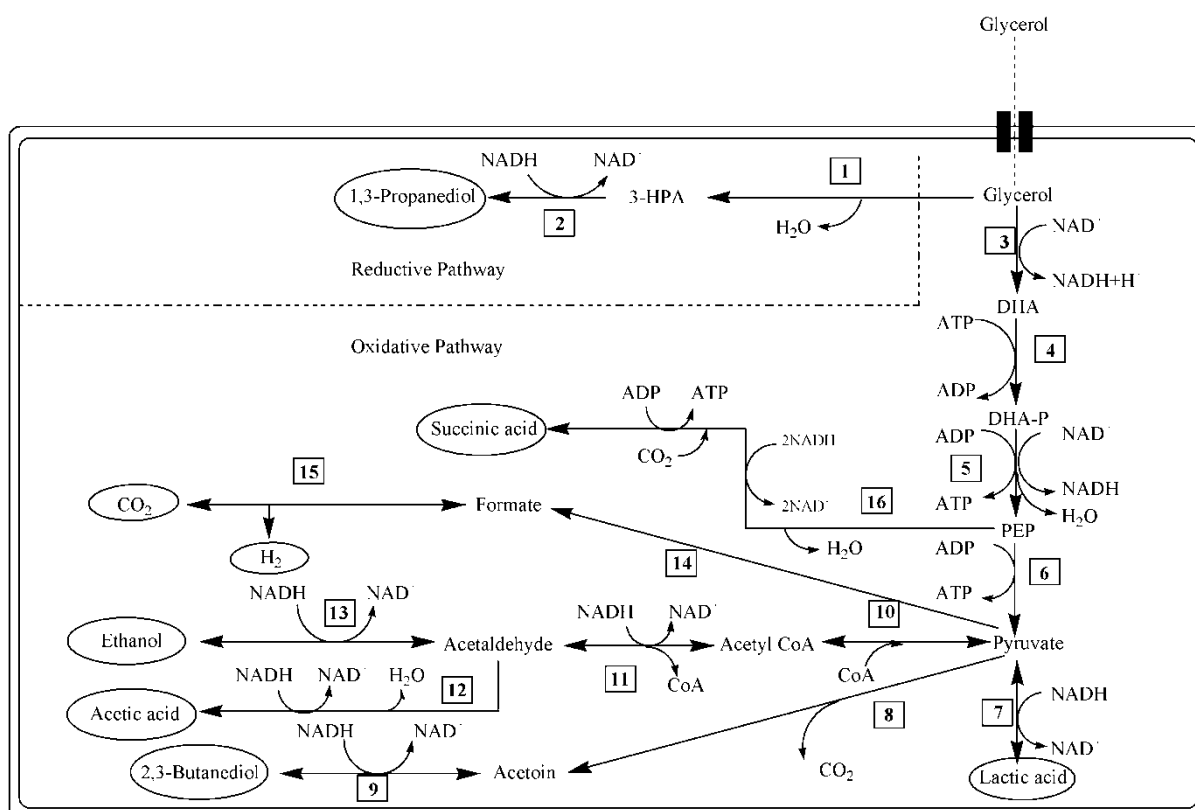 Glycerol
NADH NAD˙ 1
1,3-Propanediol 3-HPA Glycerol
2 H₂O 3 NAD˙
Reductive Pathway NADH+H˙
DHA
ATP
Oxidative Pathway 4
ADP
ADP ATP DHA-P
Succinic acid ADP NAD˙
2NADH
CO₂ 5
15 NADH
CO₂ Formate 2NAD˙ 16 ATP H₂O
PEP
H₂ H₂O ADP
14 6
NADH 13 NAD˙ NADH NAD˙ 10 ATP
Ethanol Acetaldehyde Acetyl CoA Pyruvate
NADH NAD˙ H₂O 12 11 CoA CoA
NADH
Acetic acid 8 7
NADH NAD˙ NAD˙
2,3-Butanediol Acetoin CO₂
9 Lactic acid